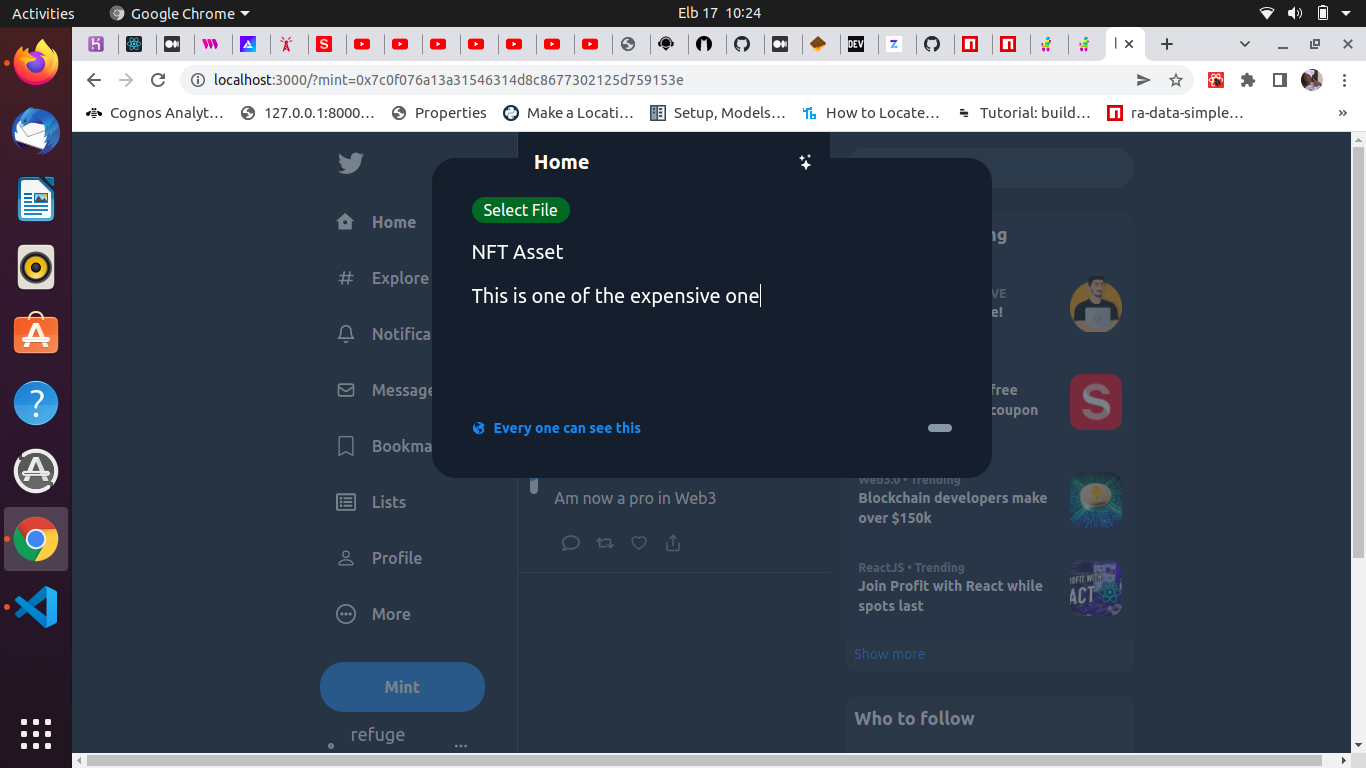 Activities
Google Chrome
Elb 17 10:24
localhost:3000/?mint=0x7c0f076a13a31546314d8c8677302125d759153e
Cognos Analyt…
127.0.0.1:8000…
Properties
Make a Locati…
Setup, Models…
How to Locate…
Tutorial: build…
ra-data-simple…
»
Home
Select File
NFT Asset
This is one of the expensive one
Every one can see this
Home
Explore
Notifica
Message
Bookma
Lists
Profile
More
Mint
refuge
Am now a pro in Web3
ng
VE
e!
free
coupon
Web3.0 • Trending
Blockchain developers make
over $150k
ReactJS • Trending
Join Profit with React while
spots last
Show more
Who to follow